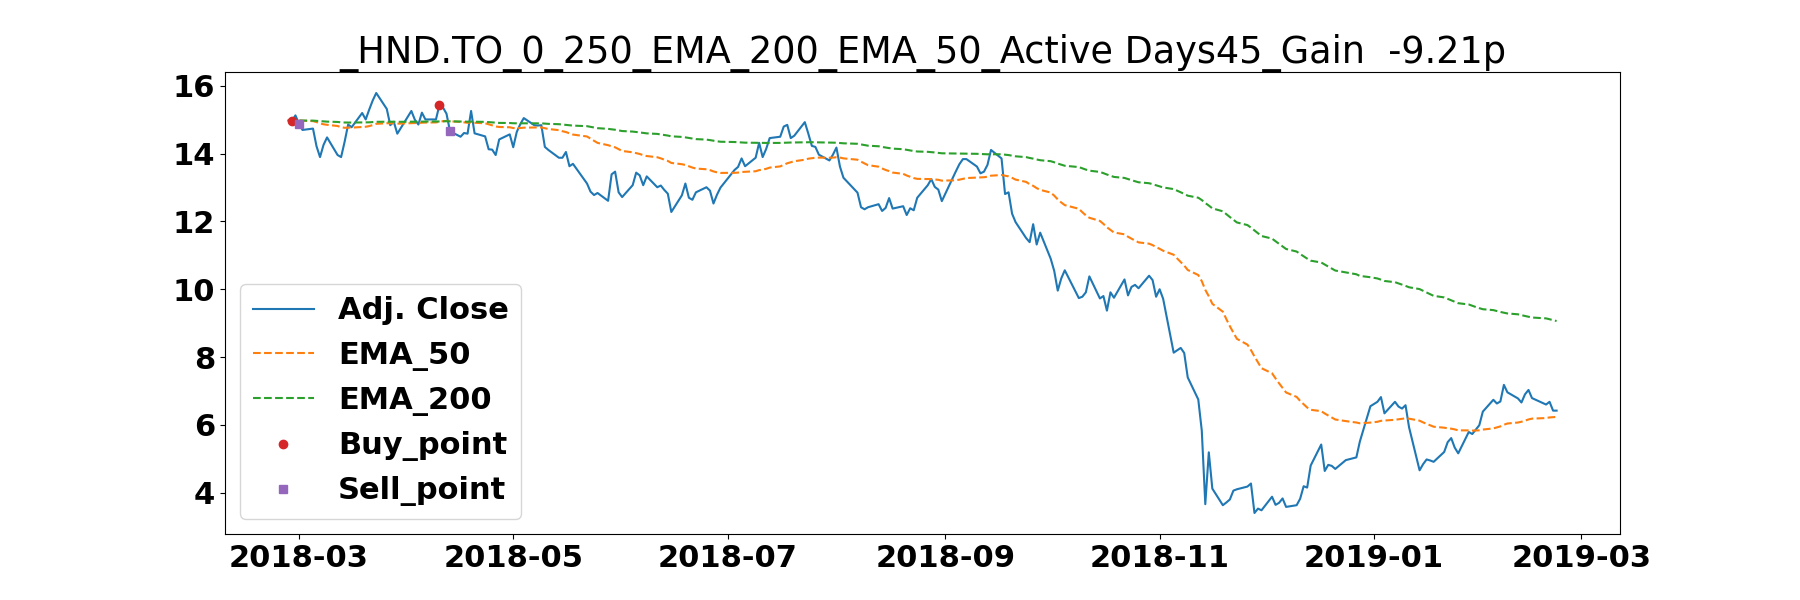 _HND.TO_0_250_EMA_200_EMA_50_Active Days45_Gain  -9.21p
16
14
12
10
8
6
4
Adj. Close
EMA_50
EMA_200
Buy_point
Sell_point
2018-03 2018-05 2018-07 2018-09 2018-11 2019-01 2019-03